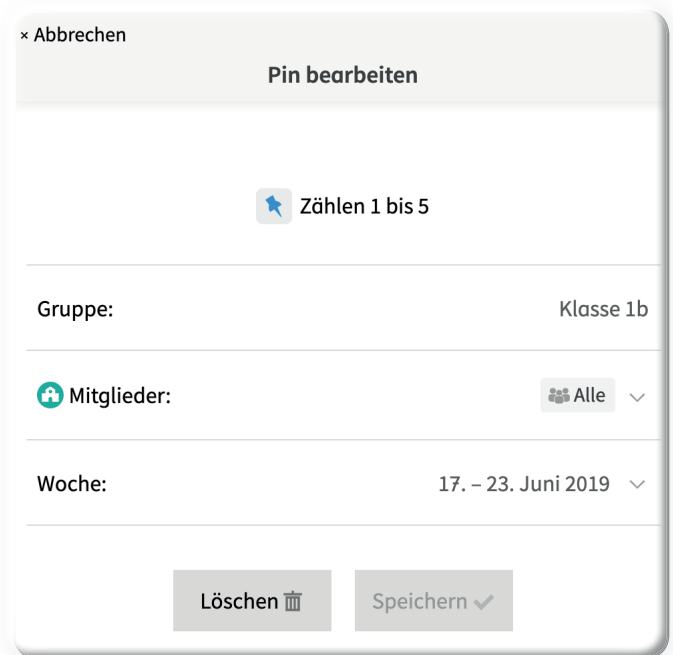 × Abbrechen
Pin bearbeiten
Zählen 1 bis 5
Gruppe: Klasse 1b
Mitglieder: Alle
Woche: 17. – 23. Juni 2019
Löschen Speichern